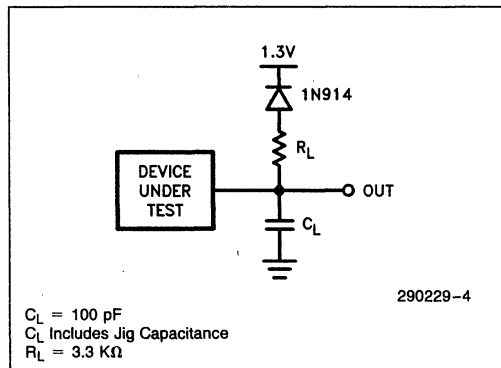 1.3V
1N914
RL
DEVICE
UNDER
TEST
OUT
CL
290229-4
CL = 100 pF
CL Includes Jig Capacitance
RL = 3.3 KΩ